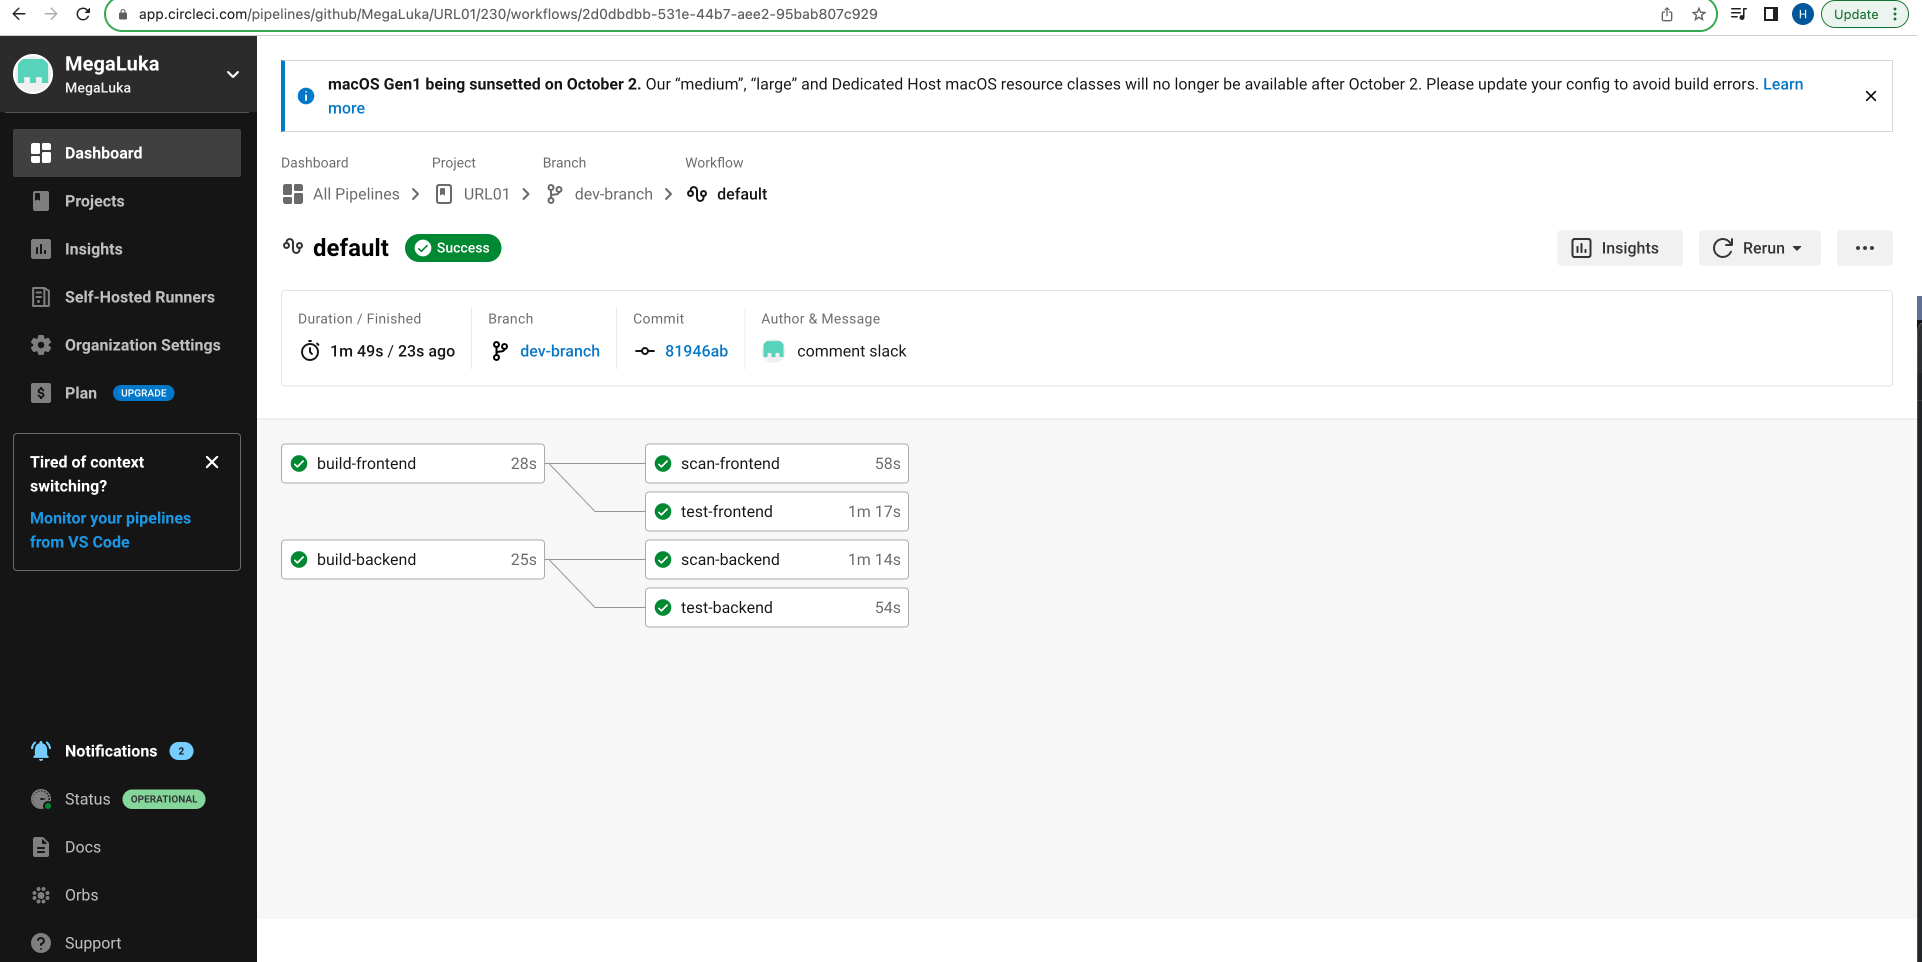 app.circleci.com/pipelines/github/MegaLuka/URL01/230/workflows/2d0dbdbb-531e-44b7-aee2-95bab807c929
H
Update
MegaLuka
MegaLuka
Dashboard
Projects
Insights
Self-Hosted Runners
Organization Settings
Plan UPGRADE
Tired of context
switching?
Monitor your pipelines
from VS Code
Notifications 2
Status OPERATIONAL
Docs
Orbs
Support
macOS Gen1 being sunsetted on October 2. Our “medium”, “large” and Dedicated Host macOS resource classes will no longer be available after October 2. Please update your config to avoid build errors. Learn
more
Dashboard Project Branch Workflow
All Pipelines URL01 dev-branch default
default Success
Insights Rerun
Duration / Finished Branch Commit Author & Message
1m 49s / 23s ago dev-branch 81946ab comment slack
build-frontend 28s scan-frontend 58s
test-frontend 1m 17s
build-backend 25s scan-backend 1m 14s
test-backend 54s